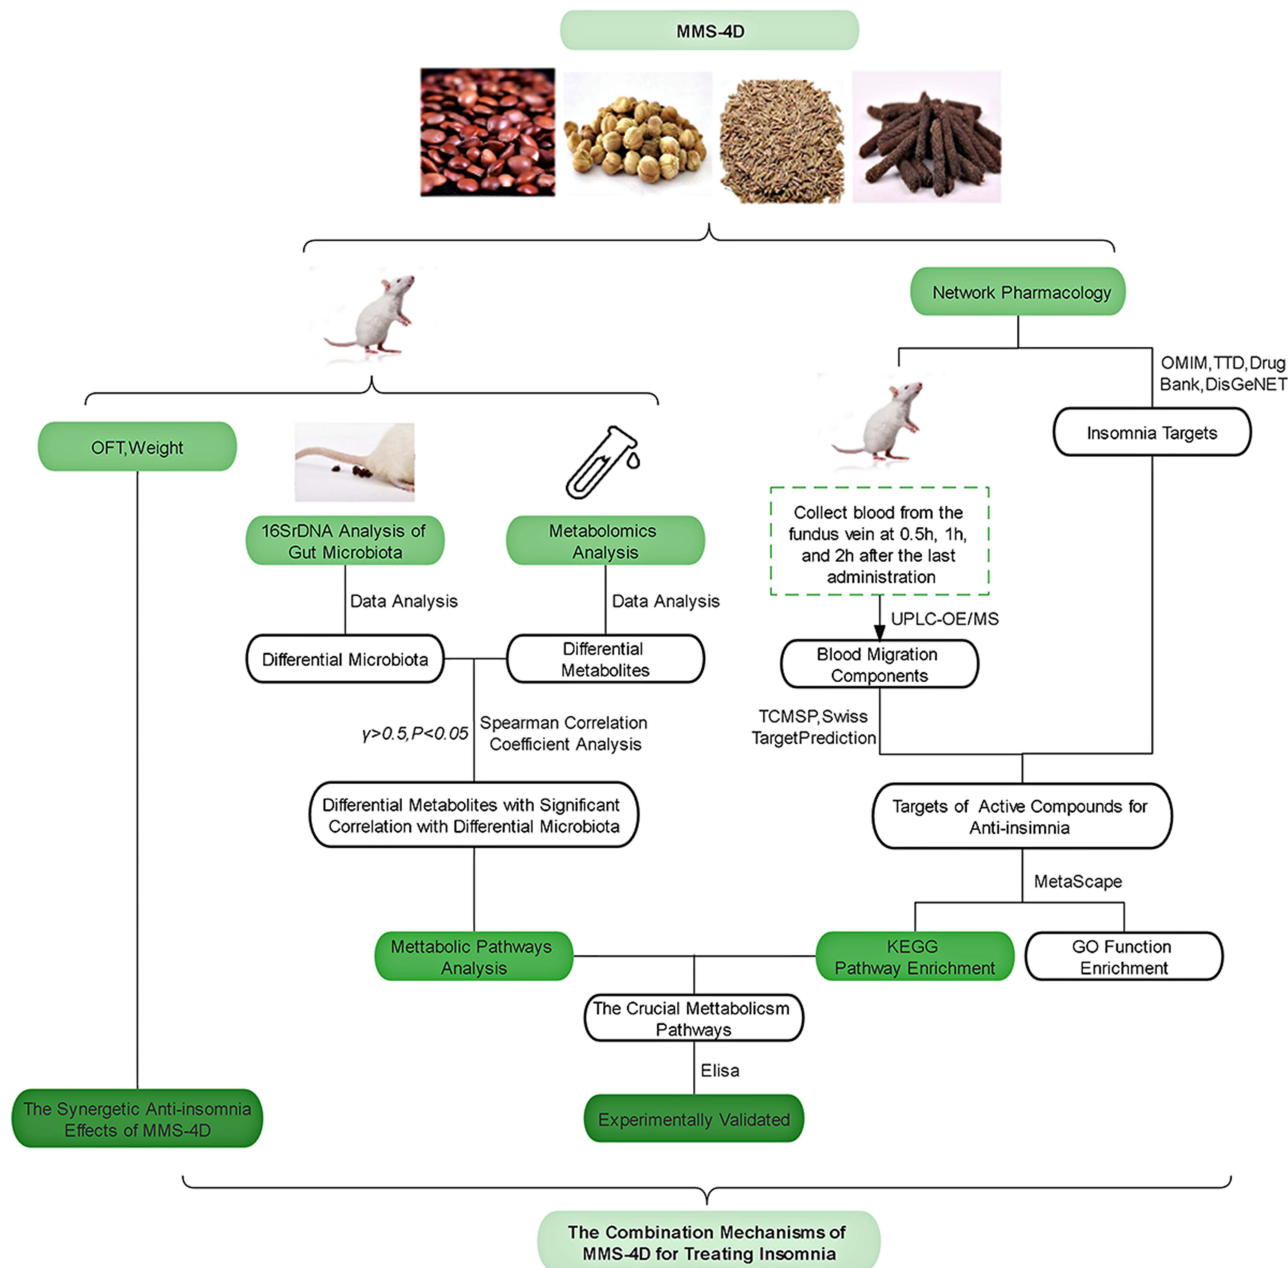 MMS-4D
Network Pharmacology
OMIM,TTD,Drug
Bank,DisGeNET
OFT,Weight
Insomnia Targets
16SrDNA Analysis of
Gut Microbiota
Metabolomics
Analysis
Collect blood from the
fundus vein at 0.5h, 1h,
and 2h after the last
administration
Data Analysis
Data Analysis
UPLC-OE/MS
Differential Microbiota
Differential
Metabolites
Blood Migration
Components
γ>0.5,P<0.05
Spearman Correlation
Coefficient Analysis
TCMSP,Swiss
TargetPrediction
Differential Metabolites with Significant
Correlation with Differential Microbiota
Targets of Active Compounds for
Anti-insimnia
MetaScape
Mettabolic Pathways
Analysis
KEGG
Pathway Enrichment
GO Function
Enrichment
The Crucial Mettabolicsm
Pathways
Elisa
The Synergetic Anti-insomnia
Effects of MMS-4D
Experimentally Validated
The Combination Mechanisms of
MMS-4D for Treating Insomnia